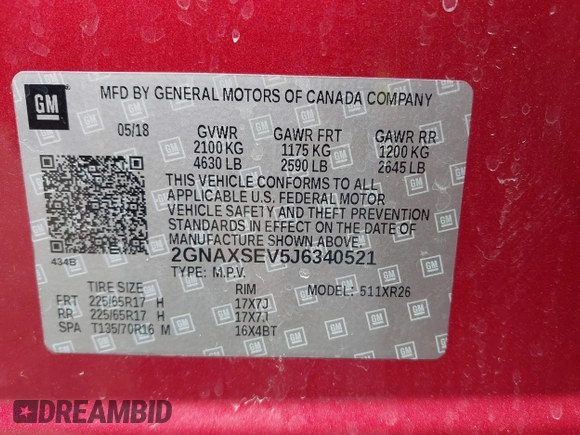 GM
MFD BY GENERAL MOTORS OF CANADA COMPANY
05/18 GVWR GAWR FRT GAWR RR
2100 KG 1175 KG 1200 KG
4630 LB 2590 LB 2645 LB
THIS VEHICLE CONFORMS TO ALL
APPLICABLE U.S. FEDERAL MOTOR
VEHICLE SAFETY AND THEFT PREVENTION
STANDARDS IN EFFECT ON THE DATE OF
MANUFACTURE SHOWN ABOVE.
434B 2GNAXSEV5J6340521
TYPE: M.P.V.
TIRE SIZE RIM MODEL: 511XR26
FRT 225/65R17 H 17X7J
RR 225/65R17 H 17X7J
SPA T135/70R16 M 16X4BT
DREAMBID